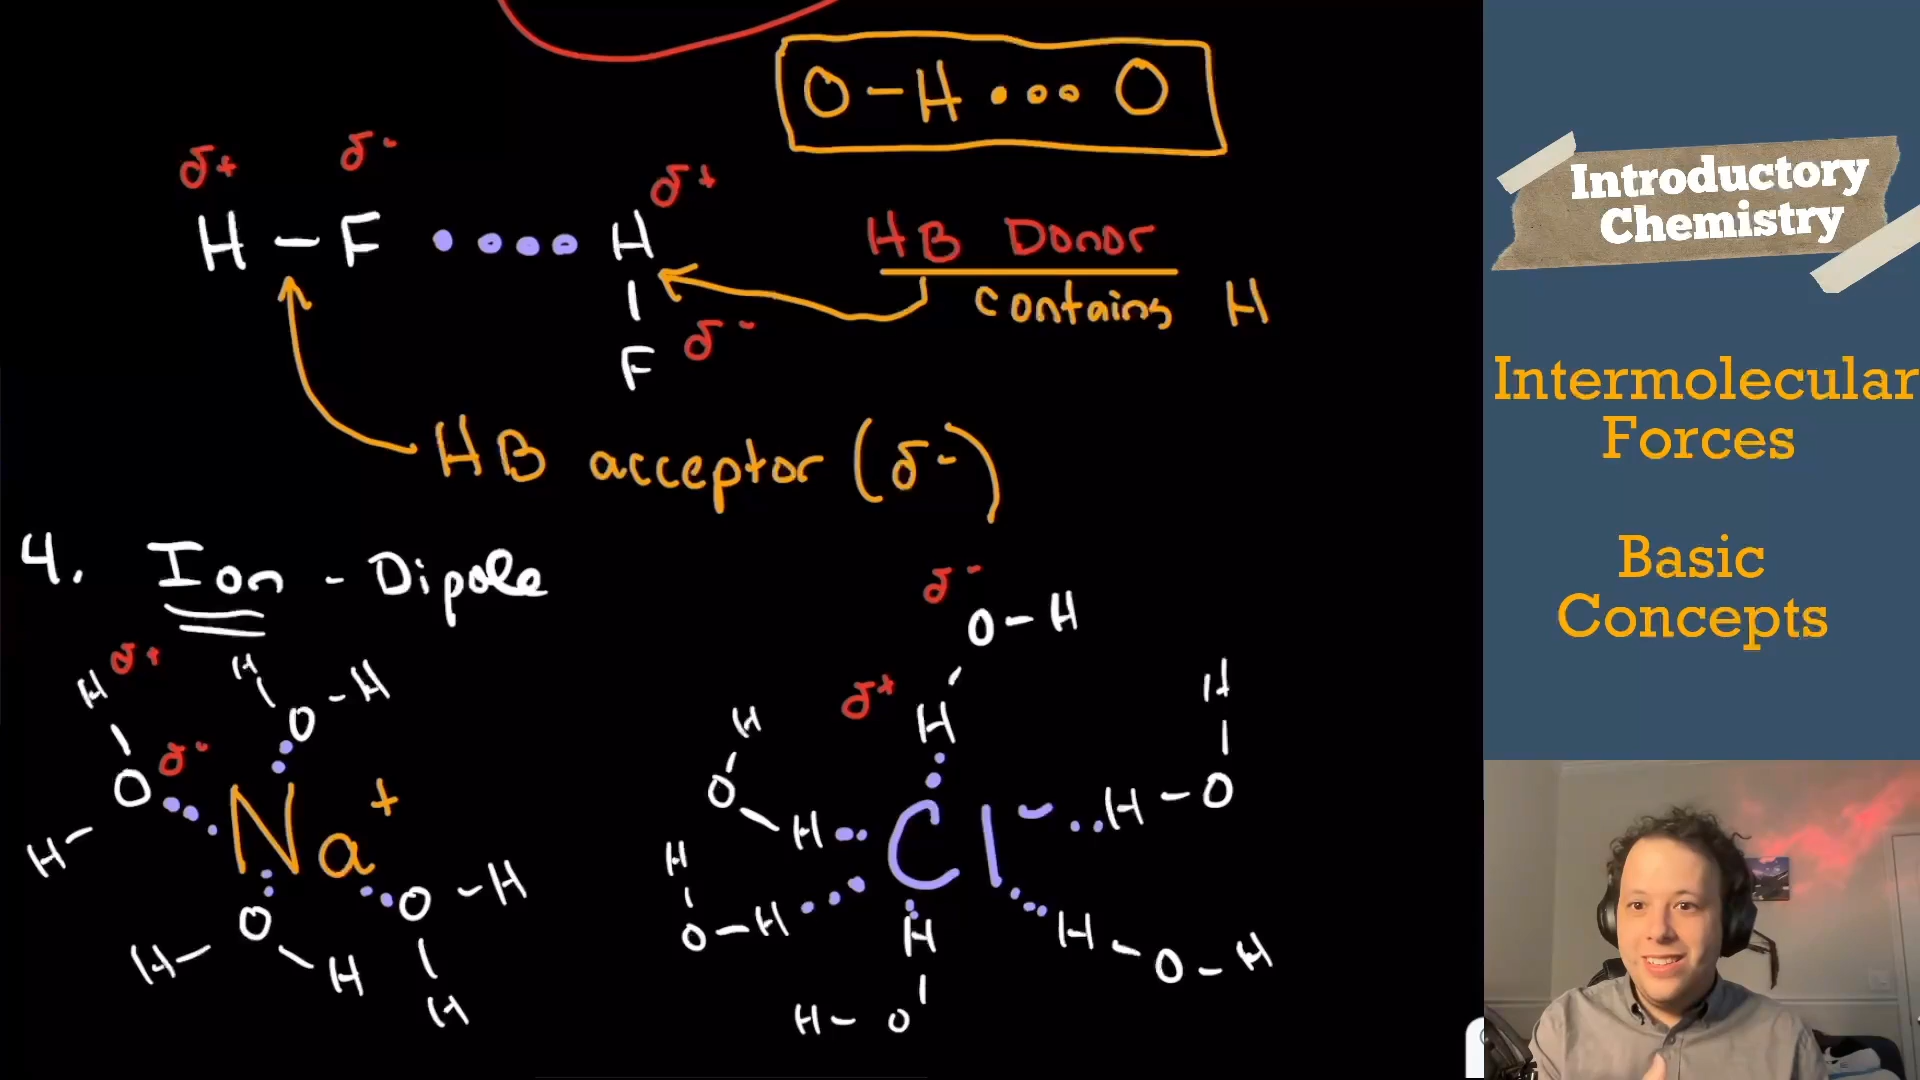 O - H •••• O
δ+ δ-
H - F •••• H δ+
|
F δ-
HB Donor
contains H
HB acceptor (δ-)
4. Ion - Dipole
H δ+
H
O - H
O δ-
H
Na+
O - H
H
O
H
H
δ-
O - H
δ+
H
H
O
H
H
O - H
Cl-
H - O
H
H
H - O
H - O - H
Introductory
Chemistry
Intermolecular
Forces
Basic
Concepts